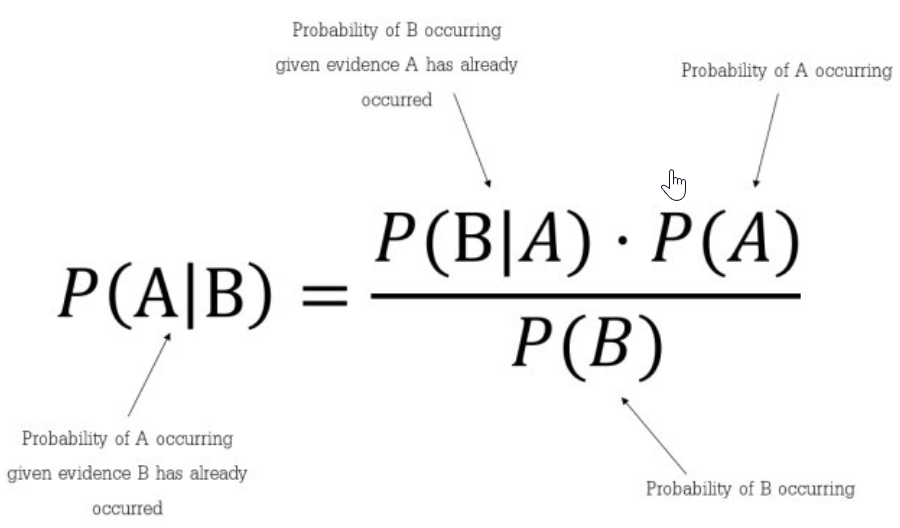 Probability of B occurring
given evidence A has already
occurred
Probability of A occurring
P(A|B) = P(B|A) · P(A)
P(B)
Probability of A occurring
given evidence B has already
occurred
Probability of B occurring